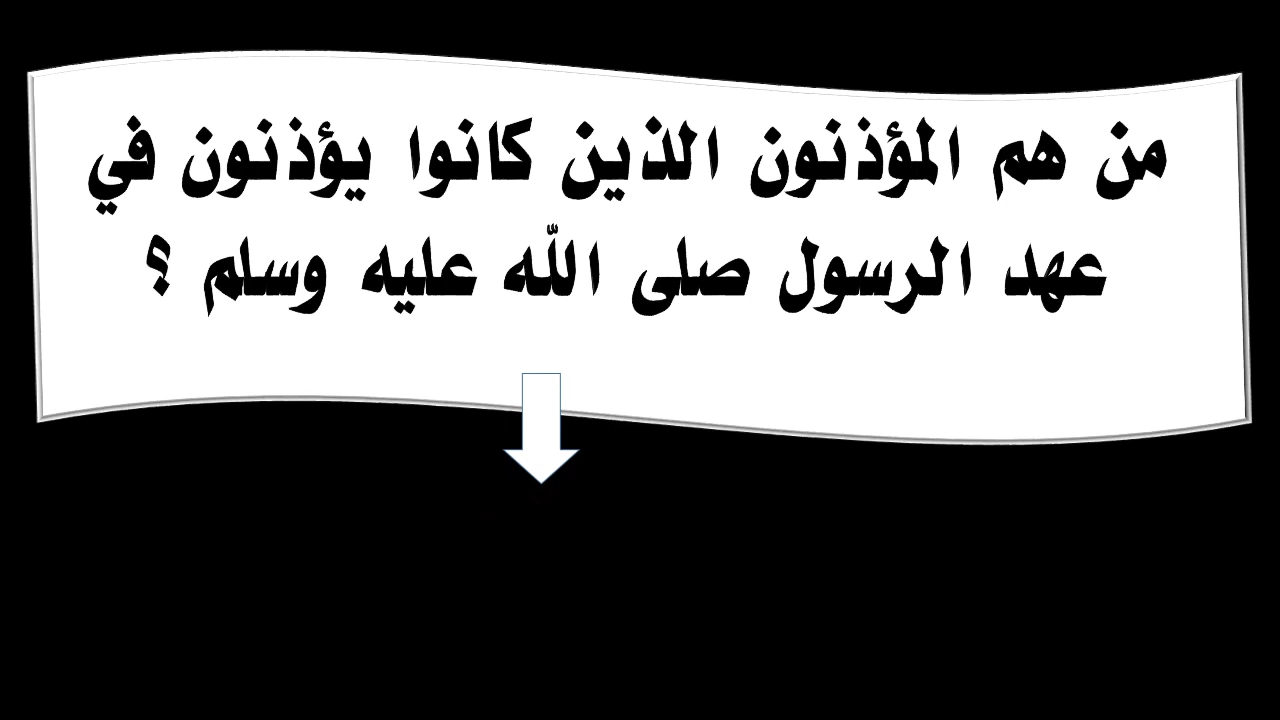 من هم المؤذنون الذين كانوا يؤذنون في
عهد الرسول صلى الله عليه وسلم ؟